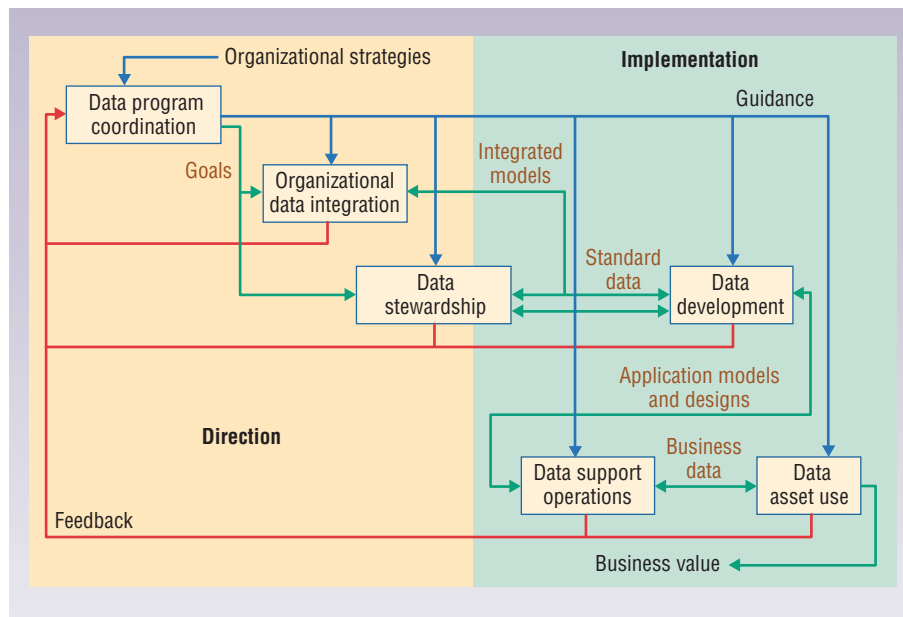 Organizational strategies
Implementation
Data program
coordination
Guidance
Goals
Organizational
data integration
Integrated
models
Data
stewardship
Standard
data
Data
development
Application models
and designs
Direction
Data support
operations
Business
data
Data
asset use
Feedback
Business value